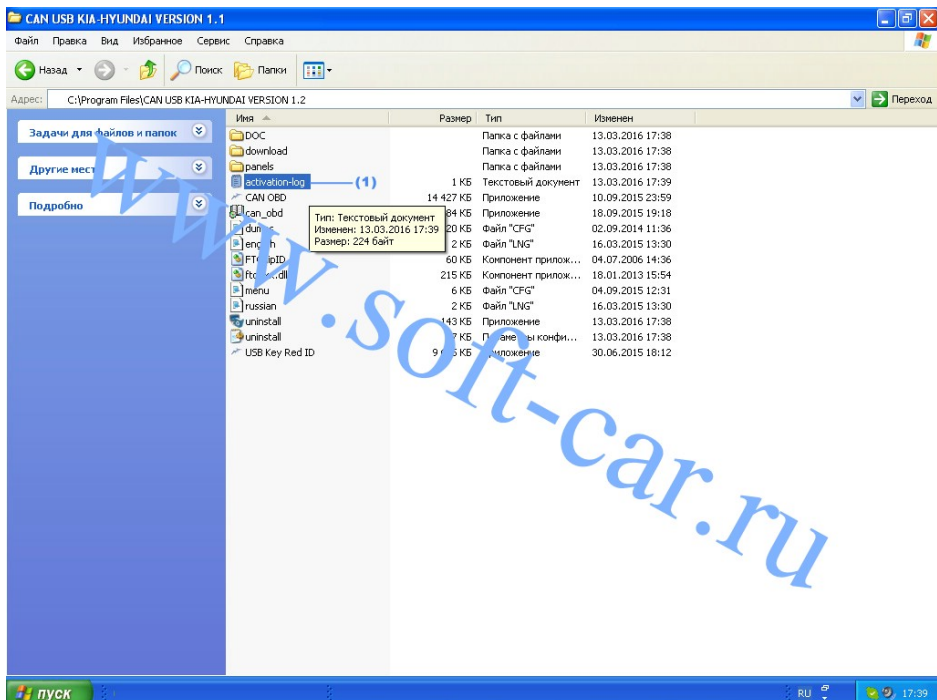 CAN USB KIA-HYUNDAI VERSION 1.1
Файл Правка Вид Избранное Сервис Справка
Назад Поиск Папки
Адрес: C:\Program Files\CAN USB KIA-HYUNDAI VERSION 1.2 Переход
Имя Размер Тип Изменен
Задачи для файлов и папок
Другие мест
Подробно
DOC Папка с файлами 13.03.2016 17:38
download Папка с файлами 13.03.2016 17:38
panels Папка с файлами 13.03.2016 17:38
activation-log (1) 1 КБ Текстовый документ 13.03.2016 17:39
CAN OBD 14 427 КБ Приложение 10.09.2015 23:59
can_obd 84 КБ Приложение 18.09.2015 19:18
20 КБ Файл "CFG" 02.09.2014 11:36
2 КБ Файл "LNG" 16.03.2015 13:30
60 КБ Компонент прилож... 04.07.2006 14:36
215 КБ Компонент прилож... 18.01.2013 15:54
menu 6 КБ Файл "CFG" 04.09.2015 12:31
russian 2 КБ Файл "LNG" 16.03.2015 13:30
uninstall 143 КБ Приложение 13.03.2016 17:38
uninstall 7 КБ конфи... 13.03.2016 17:38
USB Key Red ID КБ 30.06.2015 18:12
Тип: Текстовый документ
Изменен: 13.03.2016 17:39
Размер: 224 байт
www.soft-car.ru
пуск RU 17:39